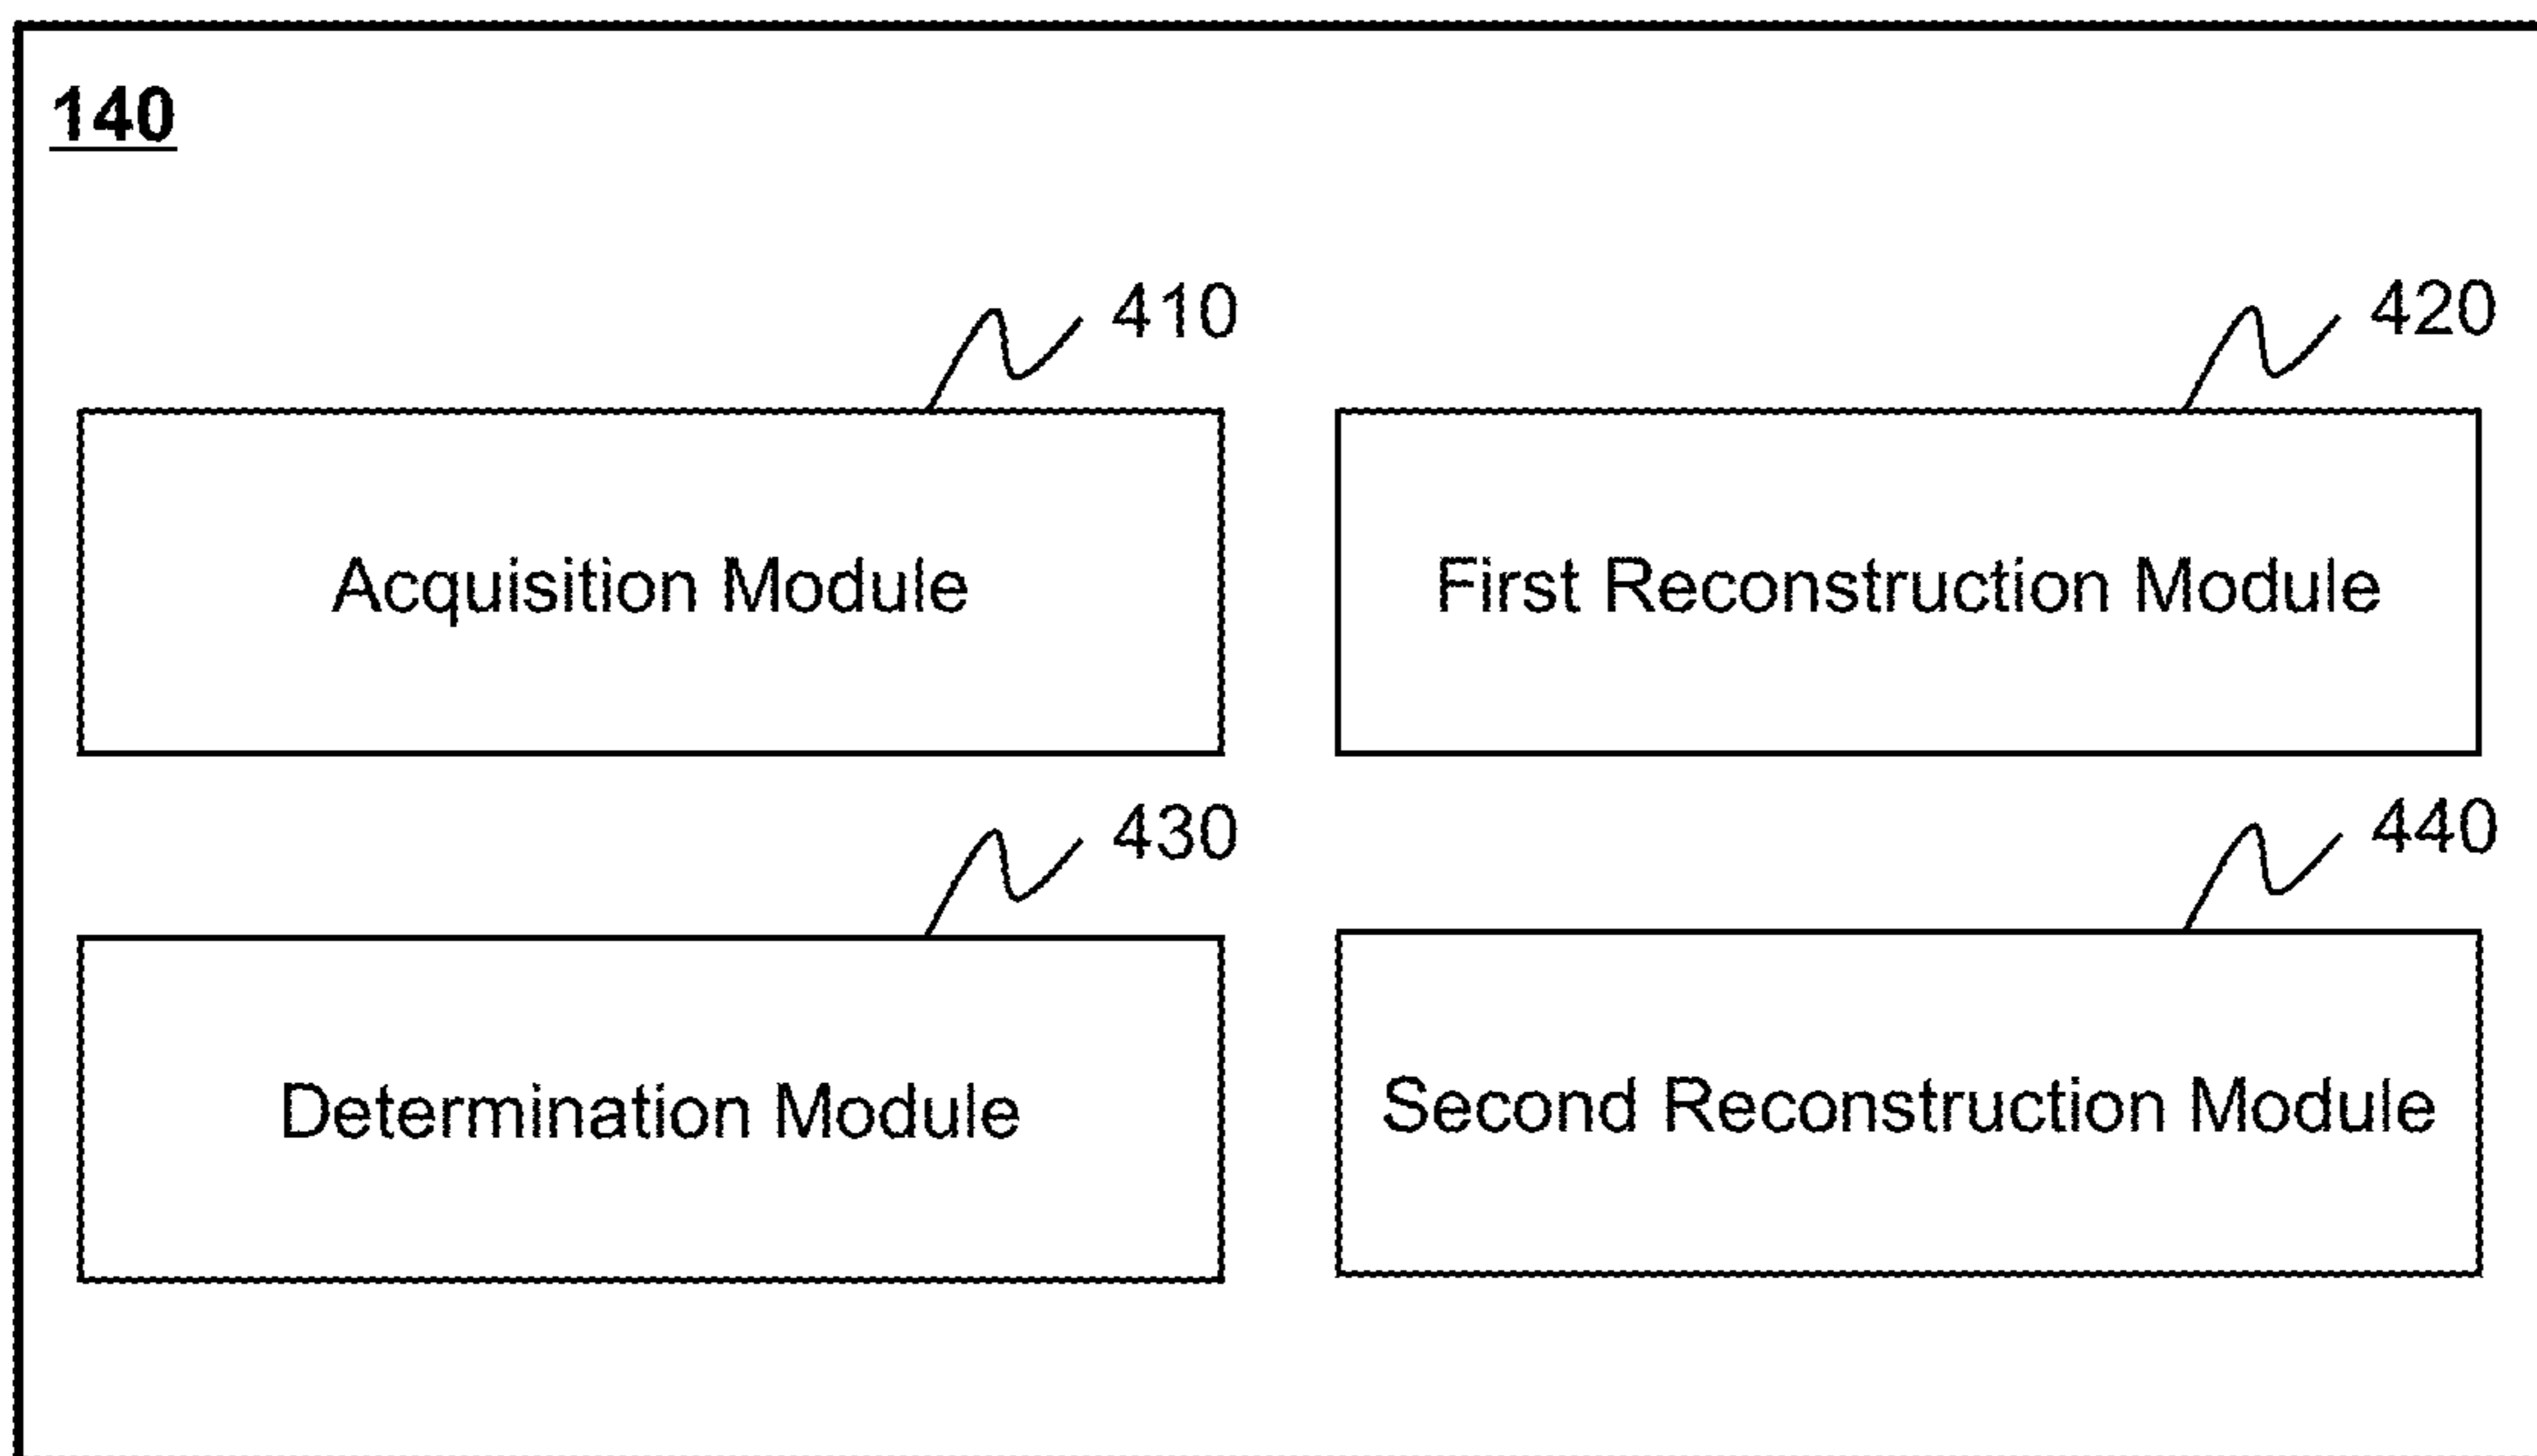 140
410
420
Acquisition Module
First Reconstruction Module
430
440
Determination Module
Second Reconstruction Module